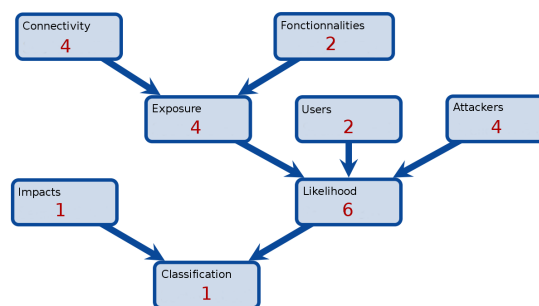 Connectivity
4
Fonctionnalities
2
Exposure
4
Users
2
Attackers
4
Impacts
1
Likelihood
6
Classification
1